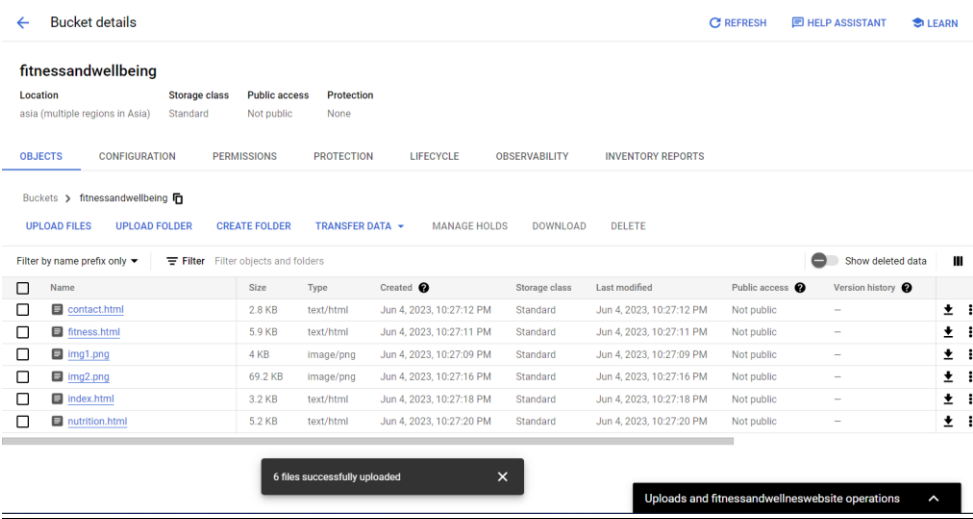 Bucket details REFRESH HELP ASSISTANT LEARN
fitnessandwellbeing
Location Storage class Public access Protection
asia (multiple regions in Asia) Standard Not public None
OBJECTS CONFIGURATION PERMISSIONS PROTECTION LIFECYCLE OBSERVABILITY INVENTORY REPORTS
Buckets > fitnessandwellbeing
UPLOAD FILES UPLOAD FOLDER CREATE FOLDER TRANSFER DATA MANAGE HOLDS DOWNLOAD DELETE
Filter by name prefix only Filter Filter objects and folders Show deleted data
Name Size Type Created Storage class Last modified Public access Version history
contact.html 2.8 KB text/html Jun 4, 2023, 10:27:12 PM Standard Jun 4, 2023, 10:27:12 PM Not public —
fitness.html 5.9 KB text/html Jun 4, 2023, 10:27:11 PM Standard Jun 4, 2023, 10:27:11 PM Not public —
img1.png 4 KB image/png Jun 4, 2023, 10:27:09 PM Standard Jun 4, 2023, 10:27:09 PM Not public —
img2.png 69.2 KB image/png Jun 4, 2023, 10:27:16 PM Standard Jun 4, 2023, 10:27:16 PM Not public —
index.html 3.2 KB text/html Jun 4, 2023, 10:27:18 PM Standard Jun 4, 2023, 10:27:18 PM Not public —
nutrition.html 5.2 KB text/html Jun 4, 2023, 10:27:20 PM Standard Jun 4, 2023, 10:27:20 PM Not public —
6 files successfully uploaded
Uploads and fitnessandwellneswebsite operations